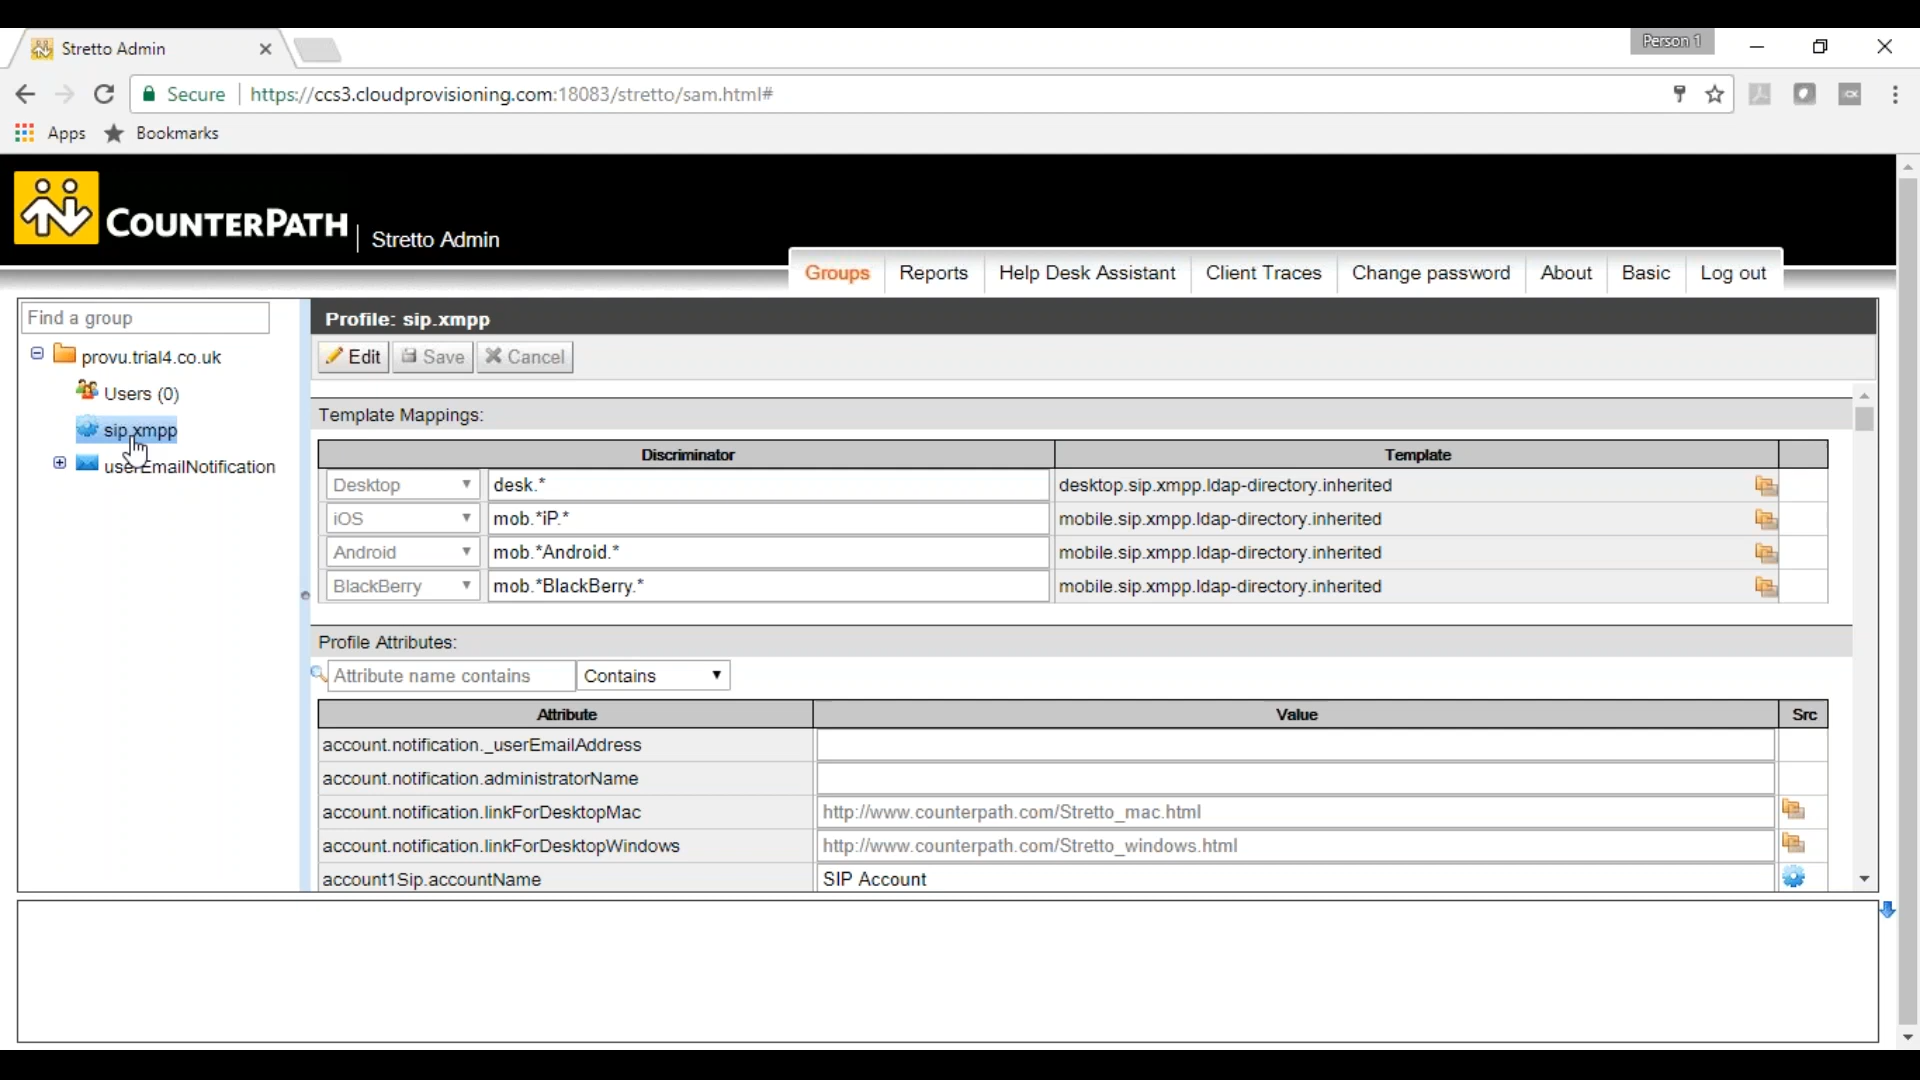 Stretto Admin
Person 1
Secure https://ccs3.cloudprovisioning.com:18083/stretto/sam.html#
Apps Bookmarks
COUNTERPATH Stretto Admin
Groups Reports Help Desk Assistant Client Traces Change password About Basic Log out
Find a group
provu.trial4.co.uk
Users (0)
sip.xmpp
userEmailNotification
Profile: sip.xmpp
Edit Save Cancel
Template Mappings:
Discriminator Template
Desktop desk.* desktop.sip.xmpp.ldap-directory.inherited
iOS mob.*iP.* mobile.sip.xmpp.ldap-directory.inherited
Android mob.*Android.* mobile.sip.xmpp.ldap-directory.inherited
BlackBerry mob.*BlackBerry.* mobile.sip.xmpp.ldap-directory.inherited
Profile Attributes:
Attribute name contains Contains
Attribute Value Src
account.notification._userEmailAddress
account.notification.administratorName
account.notification.linkForDesktopMac http://www.counterpath.com/Stretto_mac.html
account.notification.linkForDesktopWindows http://www.counterpath.com/Stretto_windows.html
account1Sip.accountName SIP Account